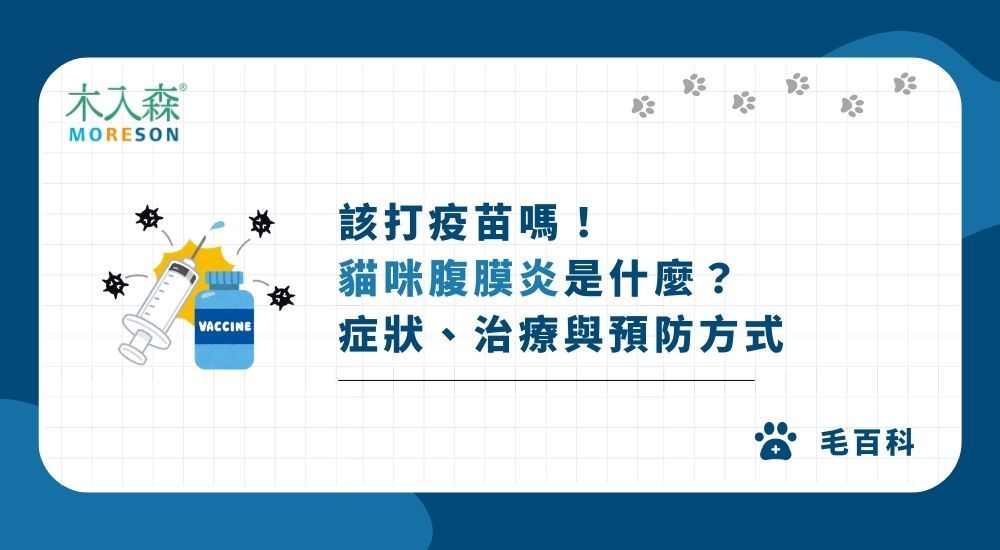 木入森®
MORESON
該打疫苗嗎！
貓咪腹膜炎是什麼？
症狀、治療與預防方式
VACCINE
毛百科